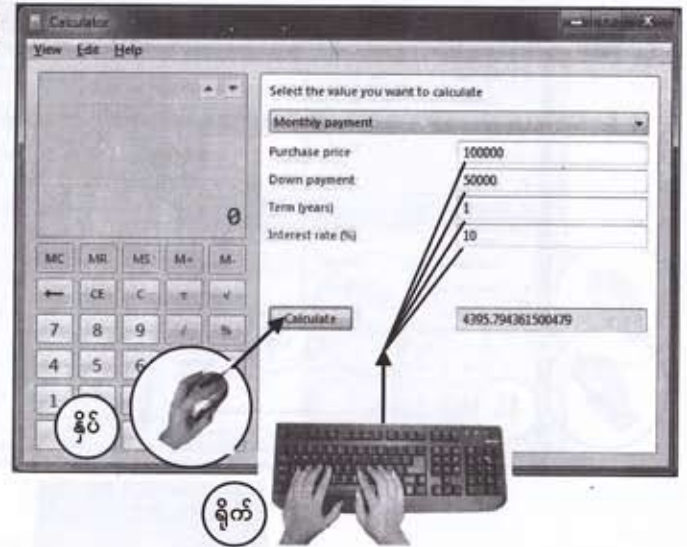 Calculator
View Edit Help
Select the value you want to calculate
Monthly payment
Purchase price 100000
Down payment 50000
Term (years) 1
Interest rate (%) 10
0
MC MR MS M+ M-
← CE C ∓ √
7 8 9 / %
4 5 6
1
Calculate 4395.794361500479
နှိပ်
ရိုက်